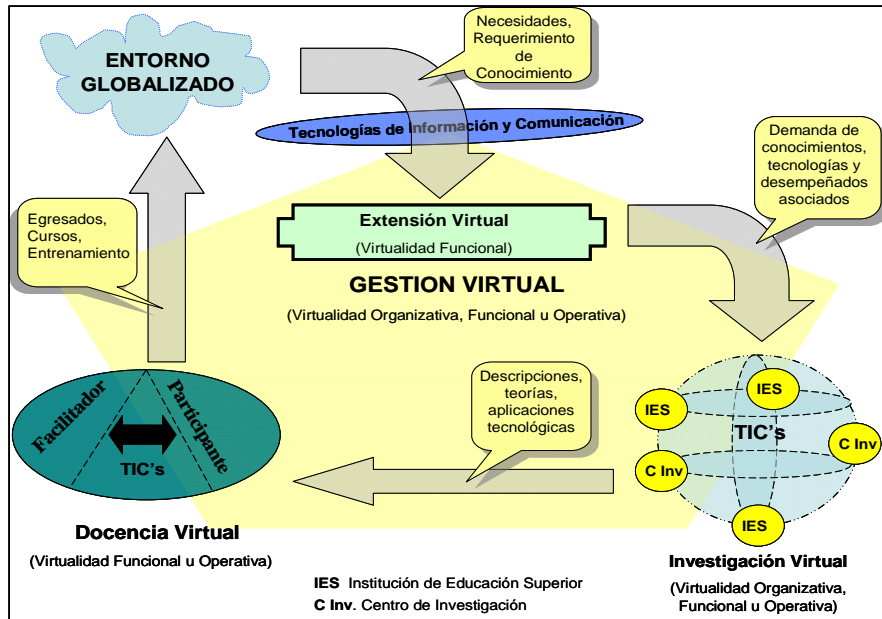 ENTORNO
GLOBALIZADO
Necesidades,
Requerimiento
de
Conocimiento
Tecnologías de Información y Comunicación
Demanda de
conocimientos,
tecnologías y
desempeñados
asociados
Egresados,
Cursos,
Entrenamiento
Extensión Virtual
(Virtualidad Funcional)
GESTION VIRTUAL
(Virtualidad Organizativa, Funcional u Operativa)
Facilitador
Participante
TIC's
Descripciones,
teorías,
aplicaciones
tecnológicas
IES
IES
TIC's
C Inv
C Inv
IES
Docencia Virtual
(Virtualidad Funcional u Operativa)
Investigación Virtual
(Virtualidad Organizativa,
Funcional u Operativa)
IES Institución de Educación Superior
C Inv. Centro de Investigación